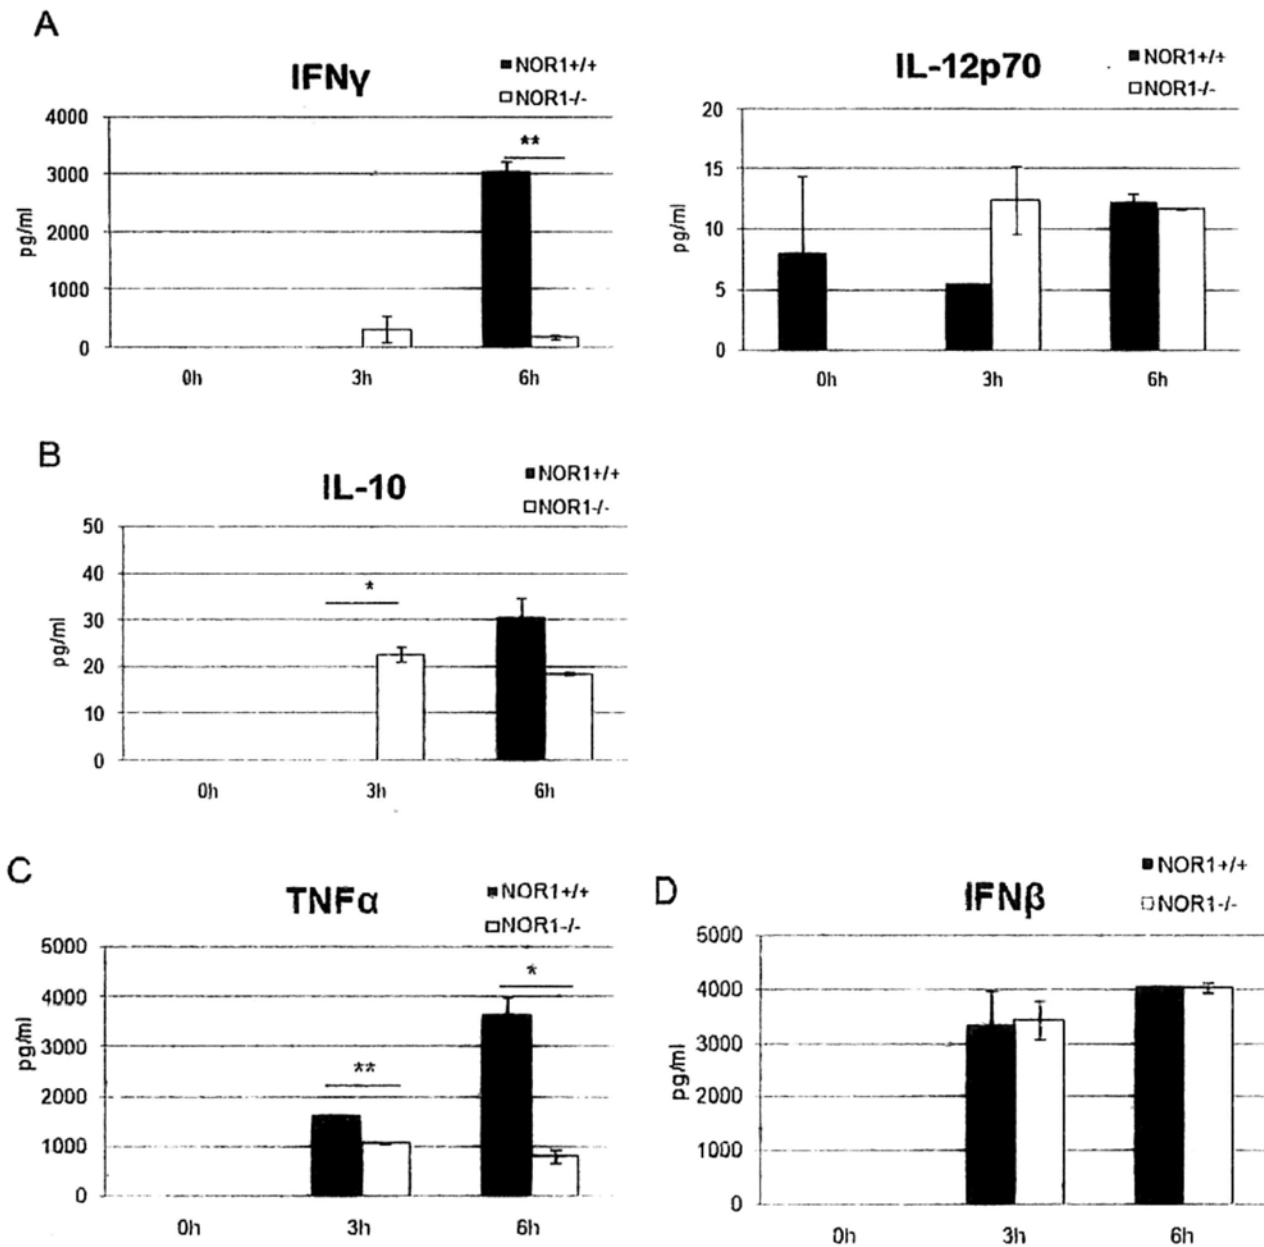 A
IFNγ
■NOR1+/+
□NOR1-/-
4000
3000
2000
1000
0
pg/ml
**
0h
3h
6h
IL-12p70
■NOR1+/+
□NOR1-/-
20
15
10
5
0
pg/ml
0h
3h
6h
B
IL-10
■NOR1+/+
□NOR1-/-
50
40
30
20
10
0
pg/ml
*
0h
3h
6h
C
TNFα
■NOR1+/+
□NOR1-/-
5000
4000
3000
2000
1000
0
pg/ml
**
*
0h
3h
6h
D
IFNβ
■NOR1+/+
□NOR1-/-
5000
4000
3000
2000
1000
0
pg/ml
0h
3h
6h